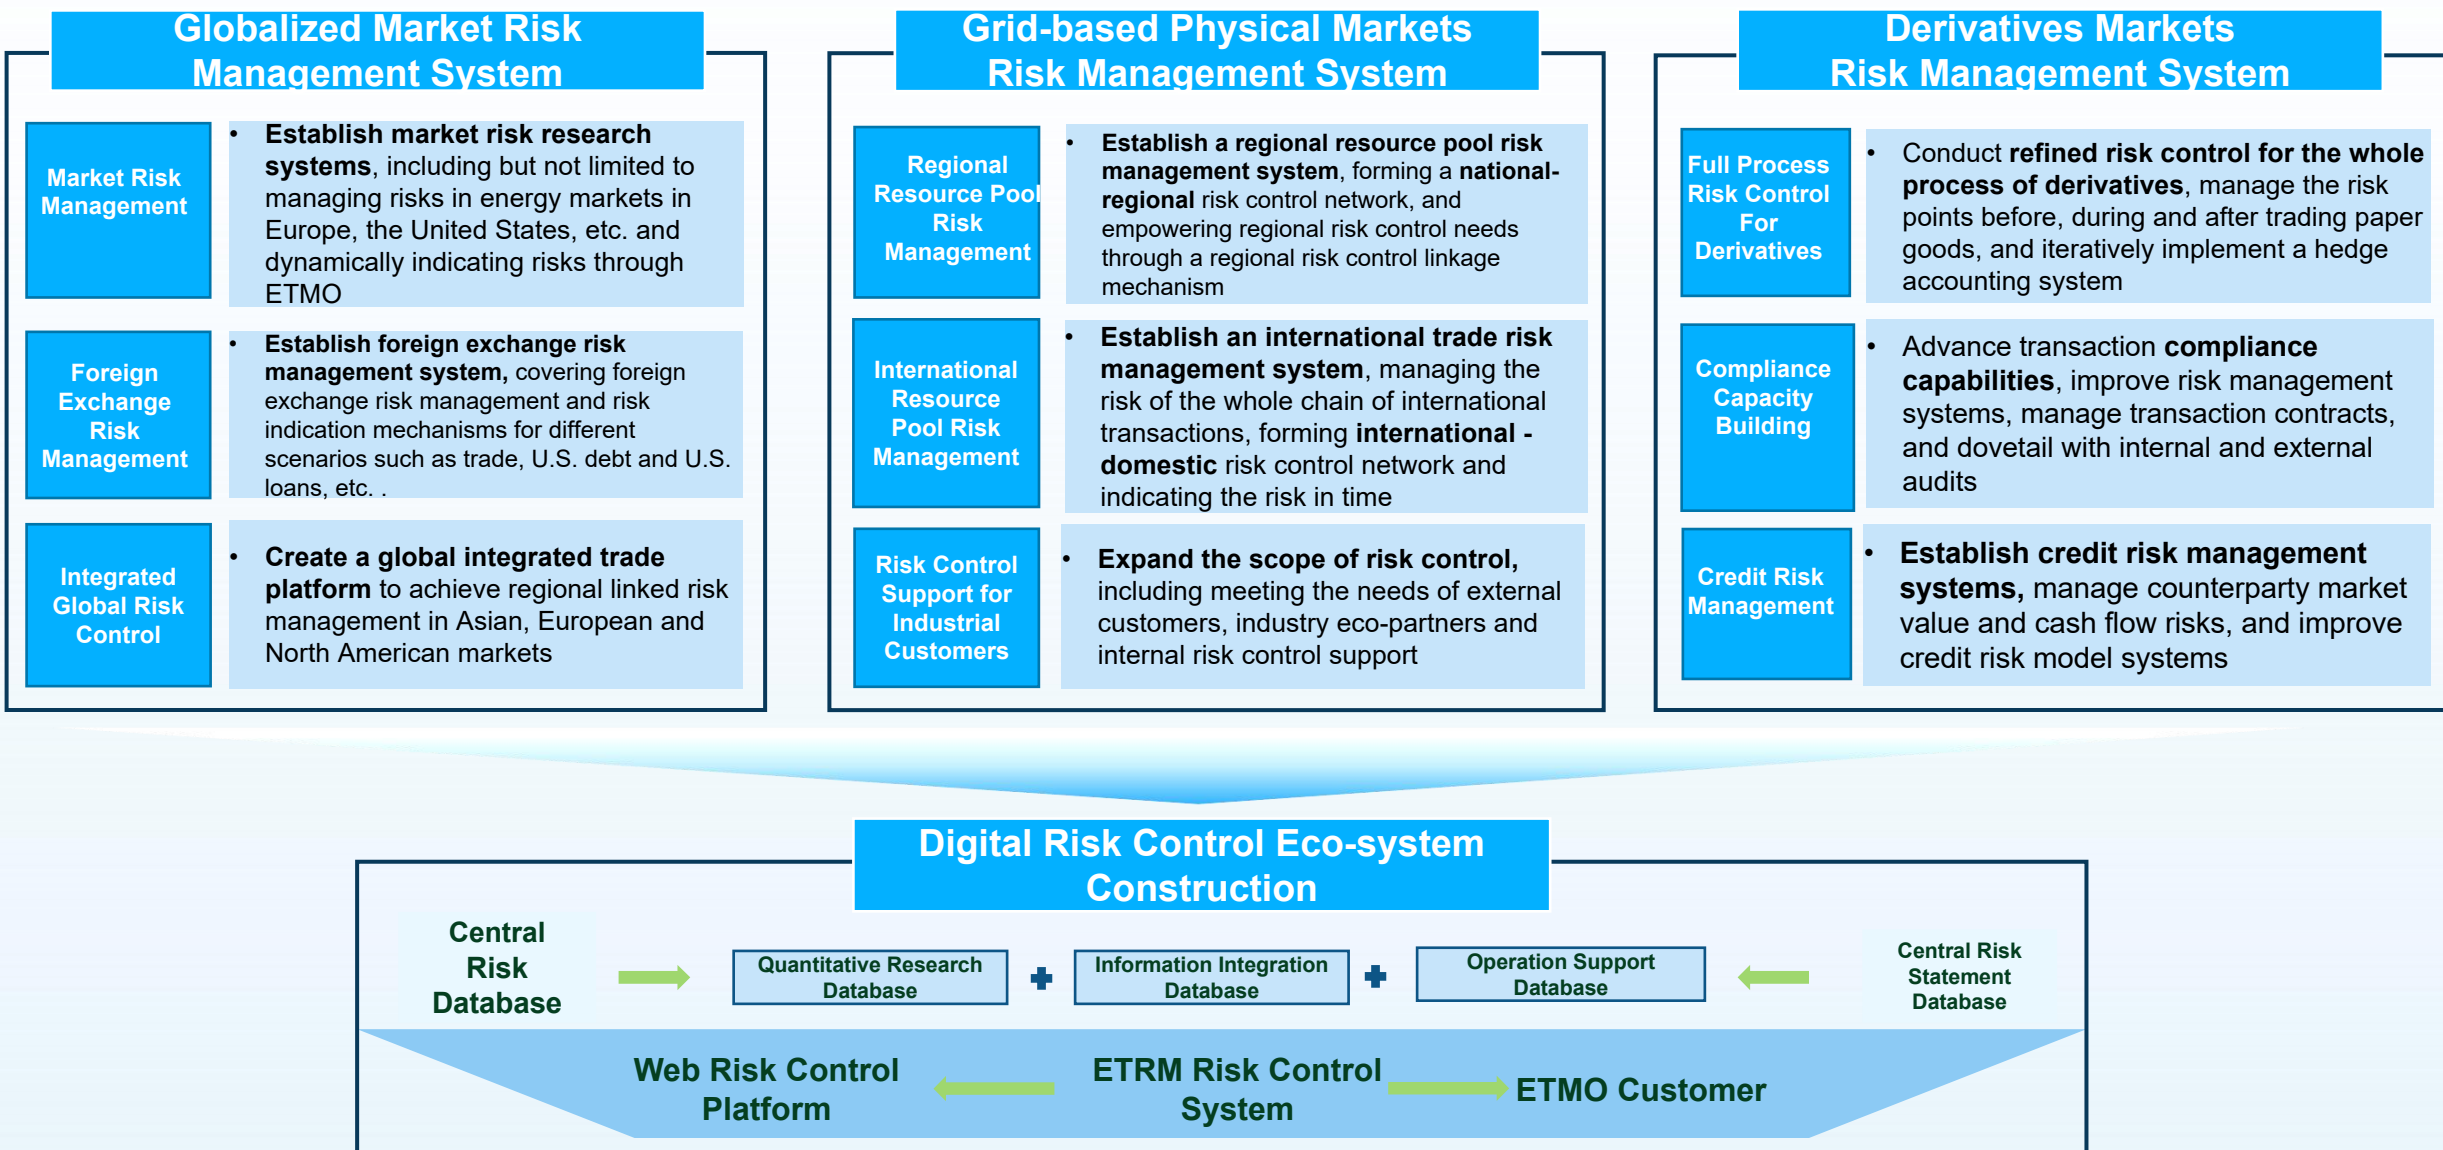 Globalized Market Risk
Management System
Market Risk
Management
• Establish market risk research
systems, including but not limited to
managing risks in energy markets in
Europe, the United States, etc. and
dynamically indicating risks through
ETMO
Foreign
Exchange
Risk
Management
• Establish foreign exchange risk
management system, covering foreign
exchange risk management and risk
indication mechanisms for different
scenarios such as trade, U.S. debt and U.S.
loans, etc. .
Integrated
Global Risk
Control
• Create a global integrated trade
platform to achieve regional linked risk
management in Asian, European and
North American markets
Grid-based Physical Markets
Risk Management System
Regional
Resource Pool
Risk
Management
• Establish a regional resource pool risk
management system, forming a national-
regional risk control network, and
empowering regional risk control needs
through a regional risk control linkage
mechanism
International
Resource
Pool Risk
Management
• Establish an international trade risk
management system, managing the
risk of the whole chain of international
transactions, forming international -
domestic risk control network and
indicating the risk in time
Risk Control
Support for
Industrial
Customers
• Expand the scope of risk control,
including meeting the needs of external
customers, industry eco-partners and
internal risk control support
Derivatives Markets
Risk Management System
Full Process
Risk Control
For
Derivatives
• Conduct refined risk control for the whole
process of derivatives, manage the risk
points before, during and after trading paper
goods, and iteratively implement a hedge
accounting system
Compliance
Capacity
Building
• Advance transaction compliance
capabilities, improve risk management
systems, manage transaction contracts,
and dovetail with internal and external
audits
Credit Risk
Management
• Establish credit risk management
systems, manage counterparty market
value and cash flow risks, and improve
credit risk model systems
Digital Risk Control Eco-system
Construction
Central
Risk
Database
Quantitative Research
Database
Information Integration
Database
Operation Support
Database
Central Risk
Statement
Database
Web Risk Control
Platform
ETRM Risk Control
System
ETMO Customer